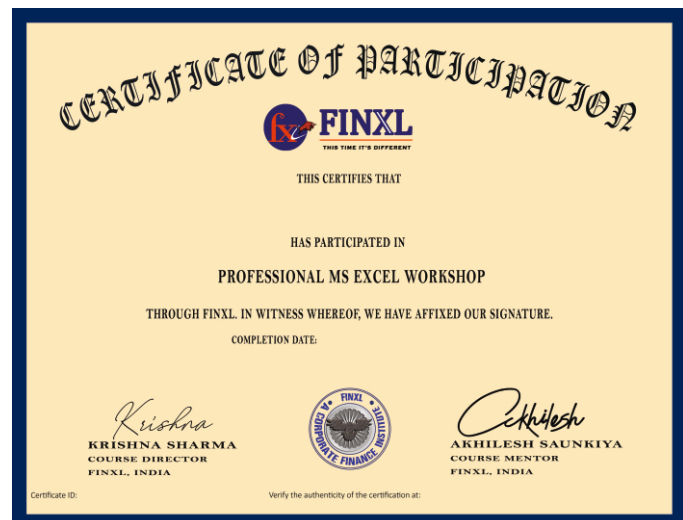 CERTIFICATE OF PARTICIPATION
fx FINXL
THIS TIME IT'S DIFFERENT
THIS CERTIFIES THAT
HAS PARTICIPATED IN
PROFESSIONAL MS EXCEL WORKSHOP
THROUGH FINXL. IN WITNESS WHEREOF, WE HAVE AFFIXED OUR SIGNATURE.
COMPLETION DATE:
Krishna
KRISHNA SHARMA
COURSE DIRECTOR
FINXL, INDIA
FINXL
A CORPORATE FINANCE INSTITUTE
Akhilesh
AKHILESH SAUNKIYA
COURSE MENTOR
FINXL, INDIA
Certificate ID:
Verify the authenticity of the certification at: